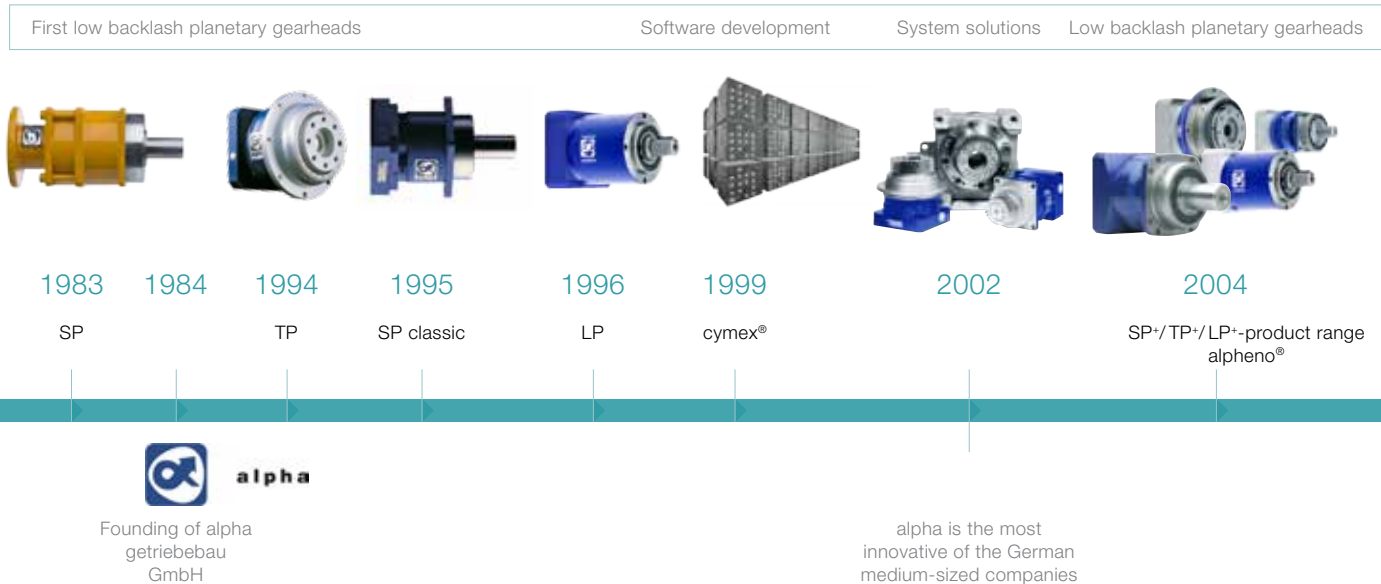 First low backlash planetary gearheads
Software development
System solutions
Low backlash planetary gearheads
1983
1984
1994
1995
1996
1999
2002
2004
SP
TP
SP classic
LP
cymex®
SP⁺/TP⁺/LP⁺-product range
alpheno®
alpha
Founding of alpha
getriebebau
GmbH
alpha is the most
innovative of the German
medium-sized companies